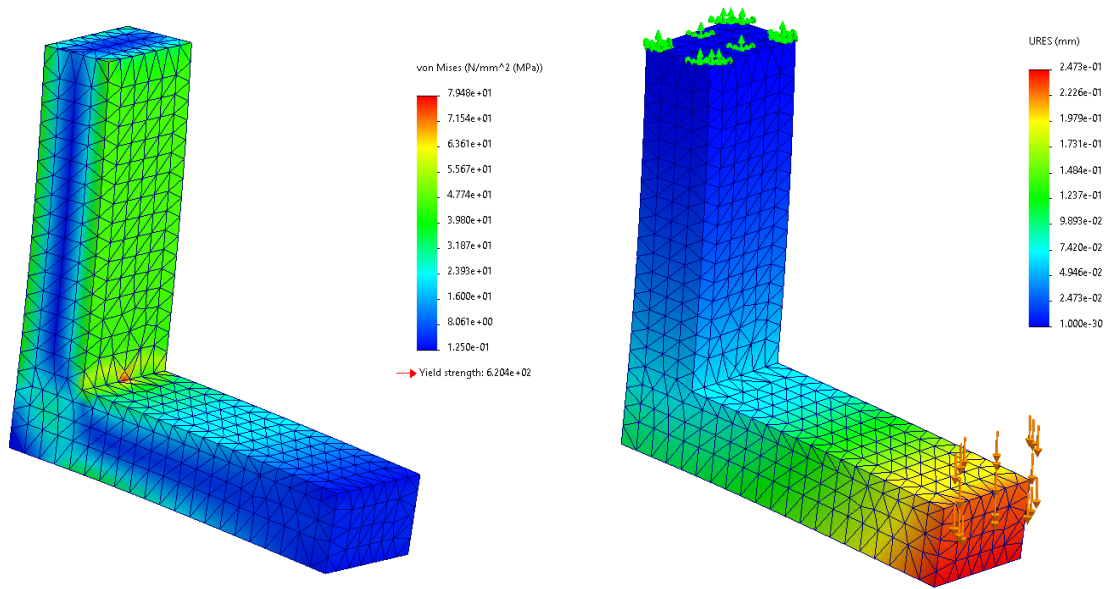 von Mises (N/mm^2 (MPa))
7.948e+01
7.154e+01
6.361e+01
5.567e+01
4.774e+01
3.980e+01
3.187e+01
2.393e+01
1.600e+01
8.061e+00
1.250e-01
Yield strength: 6.204e+02
URES (mm)
2.473e-01
2.226e-01
1.979e-01
1.731e-01
1.484e-01
1.237e-01
9.893e-02
7.420e-02
4.946e-02
2.473e-02
1.000e-30